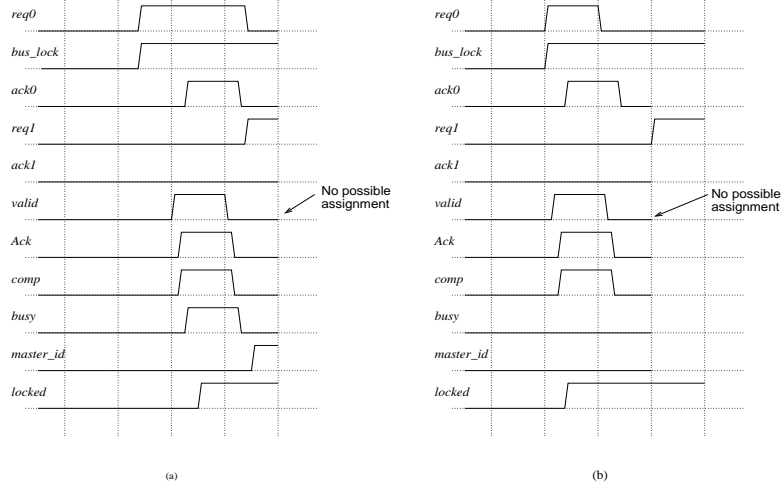 req0
bus_lock
ack0
req1
ack1
valid
Ack
comp
busy
master_id
locked
No possible
assignment
(a)
req0
bus_lock
ack0
req1
ack1
valid
Ack
comp
busy
master_id
locked
No possible
assignment
(b)